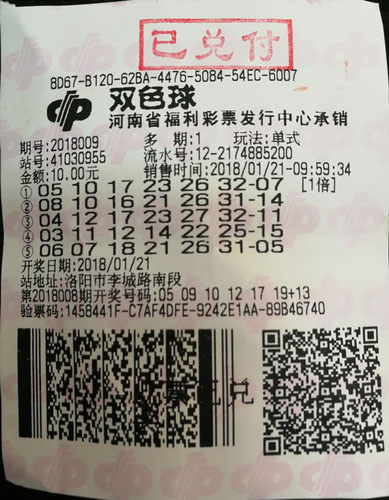 已兑付
8D67-B120-62BA-4476-5084-54EC-6007
双色球
河南省福利彩票发行中心承销
期号:2018009 多期:1 玩法:单式
站号:41030955 流水号:12-2174885200
金额:10.00元 销售时间:2018/01/21-09:59:34
① 05 10 17 23 26 32-07 [1倍]
② 08 10 16 21 26 31-14
③ 04 12 17 23 27 32-11
④ 03 11 12 14 22 25-15
⑤ 06 07 18 21 26 31-05
开奖日期:2018/01/21
站地址:洛阳市李城路南段
第2018008期开奖号码:05 09 10 12 17 19+13
验票码:1458441F-C7AF4DFE-9242E1AA-89B46740